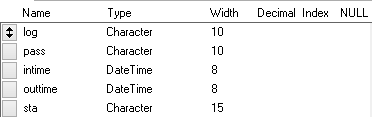 Name Type Width Decimal Index NULL
log Character 10
pass Character 10
intime DateTime 8
outtime DateTime 8
sta Character 15